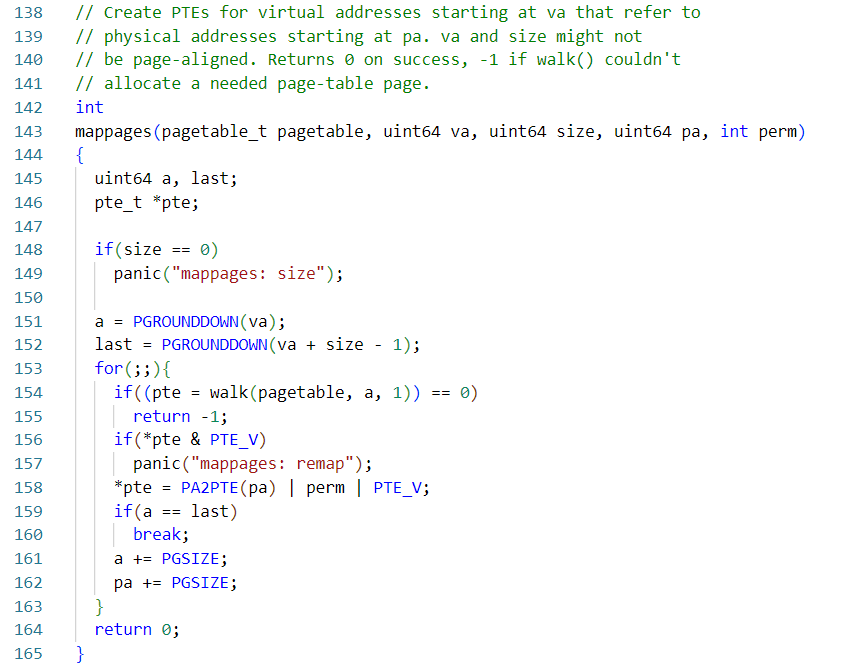 138 // Create PTEs for virtual addresses starting at va that refer to
139 // physical addresses starting at pa. va and size might not
140 // be page-aligned. Returns 0 on success, -1 if walk() couldn't
141 // allocate a needed page-table page.
142 int
143 mappages(pagetable_t pagetable, uint64 va, uint64 size, uint64 pa, int perm)
144 {
145   uint64 a, last;
146   pte_t *pte;
147
148   if(size == 0)
149     panic("mappages: size");
150
151   a = PGROUNDDOWN(va);
152   last = PGROUNDDOWN(va + size - 1);
153   for(;;){
154     if((pte = walk(pagetable, a, 1)) == 0)
155       return -1;
156     if(*pte & PTE_V)
157       panic("mappages: remap");
158     *pte = PA2PTE(pa) | perm | PTE_V;
159     if(a == last)
160       break;
161     a += PGSIZE;
162     pa += PGSIZE;
163   }
164   return 0;
165 }